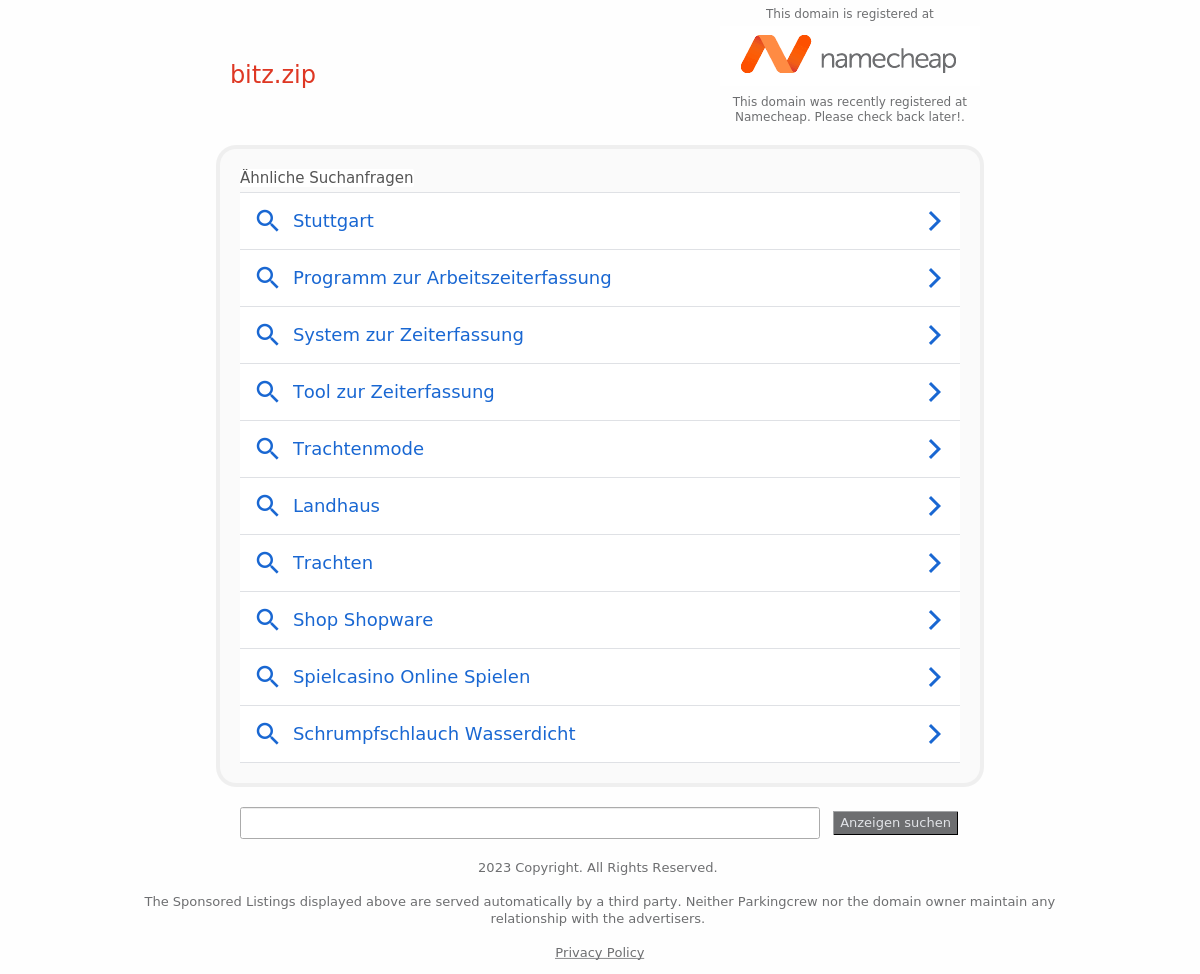 This domain is registered at
namecheap
bitz.zip
This domain was recently registered at
Namecheap. Please check back later!.
Ähnliche Suchanfragen
Stuttgart
Programm zur Arbeitszeiterfassung
System zur Zeiterfassung
Tool zur Zeiterfassung
Trachtenmode
Landhaus
Trachten
Shop Shopware
Spielcasino Online Spielen
Schrumpfschlauch Wasserdicht
Anzeigen suchen
2023 Copyright. All Rights Reserved.
The Sponsored Listings displayed above are served automatically by a third party. Neither Parkingcrew nor the domain owner maintain any
relationship with the advertisers.
Privacy Policy